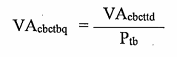 VA_cbctbq = VA_cbcttd / P_tb